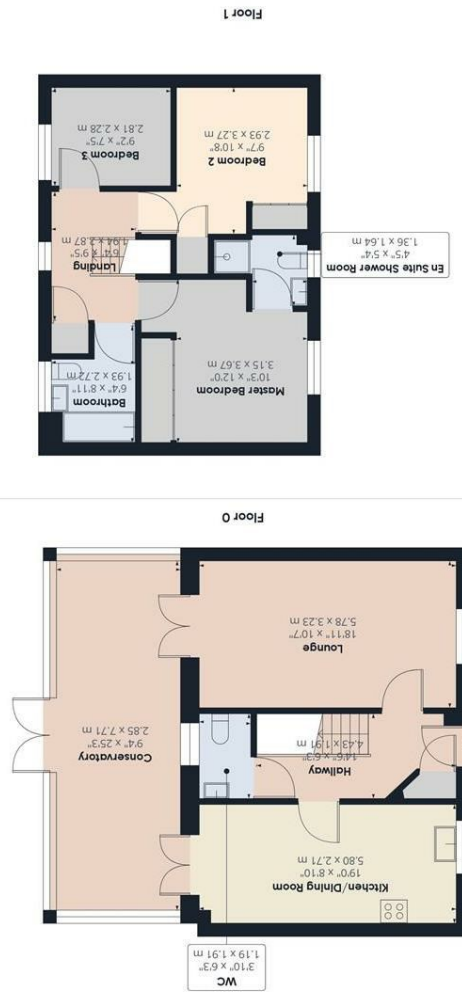 WC
3'10" x 6'3"
1.19 x 1.91 m
Kitchen/Dining Room
19'0" x 8'10"
5.80 x 2.71 m
Hallway
14'6" x 6'3"
4.43 x 1.91 m
Conservatory
9'4" x 25'3"
2.85 x 7.71 m
Lounge
18'11" x 10'7"
5.78 x 3.23 m
Floor 0
Master Bedroom
10'3" x 12'0"
3.15 x 3.67 m
Bathroom
6'4" x 8'11"
1.93 x 2.72 m
En Suite Shower Room
4'5" x 5'4"
1.36 x 1.64 m
Landing
6'4" x 9'5"
1.94 x 2.87 m
Bedroom 2
9'7" x 10'8"
2.93 x 3.27 m
Bedroom 3
9'2" x 7'5"
2.81 x 2.28 m
Floor 1